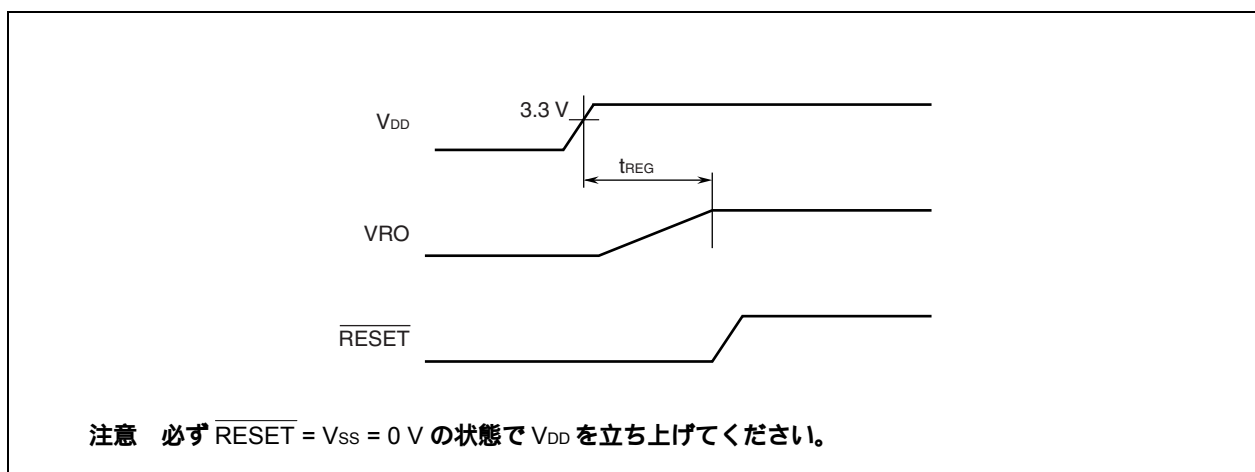 VDD
3.3 V
tREG
VRO
RESET
注意 必ず RESET = VSS = 0 V の状態で VDD を立ち上げてください。